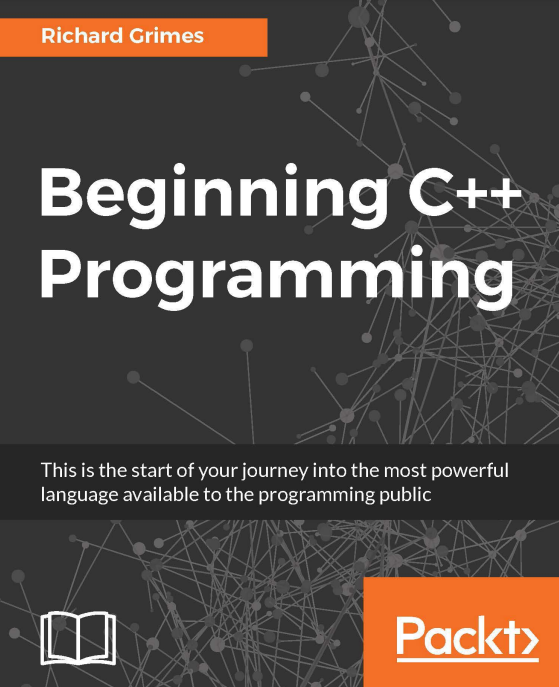 Richard Grimes
Beginning C++
Programming
This is the start of your journey into the most powerful
language available to the programming public
Packt>